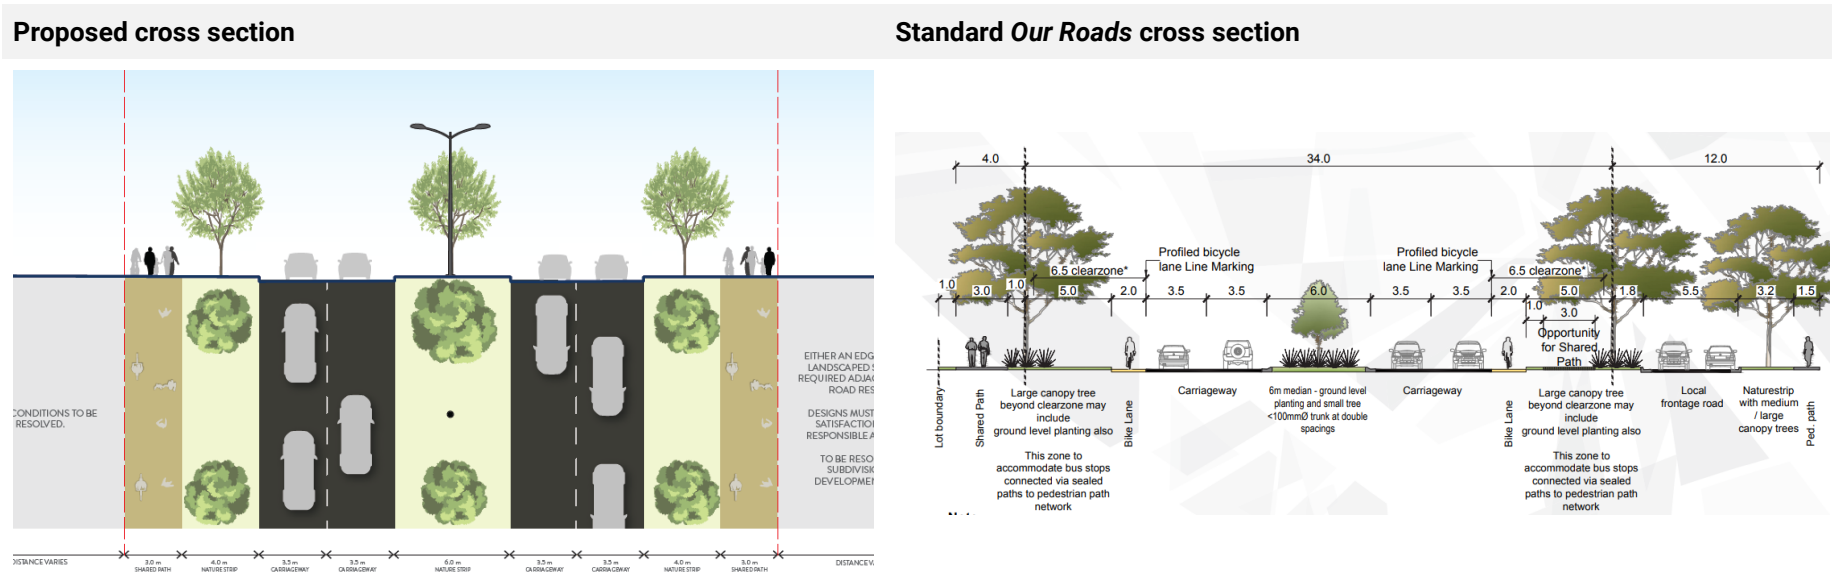 Proposed cross section
Standard Our Roads cross section
CONDITIONS TO BE
RESOLVED.
EITHER AN EDG
LANDSCAPED S
REQUIRED ADJA
ROAD RES
DESIGNS MUST
SATISFACTIO
RESPONSIBLE A
TO BE RESO
SUBDIVISI
DEVELOPMEN
DISTANCE VARIES
3.0 m
SHARED PATH
4.0 m
NATURE STRIP
3.5 m
CARRIAGEWAY
3.5 m
CARRIAGEWAY
6.0 m
NATURE STRIP
3.5 m
CARRIAGEWAY
3.5 m
CARRIAGEWAY
4.0 m
NATURE STRIP
3.0 m
SHARED PATH
DISTANCE V
4.0
34.0
12.0
Profiled bicycle
lane Line Marking
Profiled bicycle
lane Line Marking
6.5 clearzone*
6.5 clearzone*
1.0
3.0
1.0
5.0
2.0
3.5
3.5
6.0
3.5
3.5
2.0
5.0
1.8
5.5
3.2
1.5
1.0
3.0
Opportunity
for Shared
Path
Lot boundary
Shared Path
Large canopy tree
beyond clearzone may
include
ground level planting also
This zone to
accommodate bus stops
connected via sealed
paths to pedestrian path
network
Bike Lane
Carriageway
6m median - ground level
planting and small tree
<100mmØ trunk at double
spacings
Carriageway
Bike Lane
Large canopy tree
beyond clearzone may
include
ground level planting also
This zone to
accommodate bus stops
connected via sealed
paths to pedestrian path
network
Local
frontage road
Naturestrip
with medium
/ large
canopy trees
Ped. path